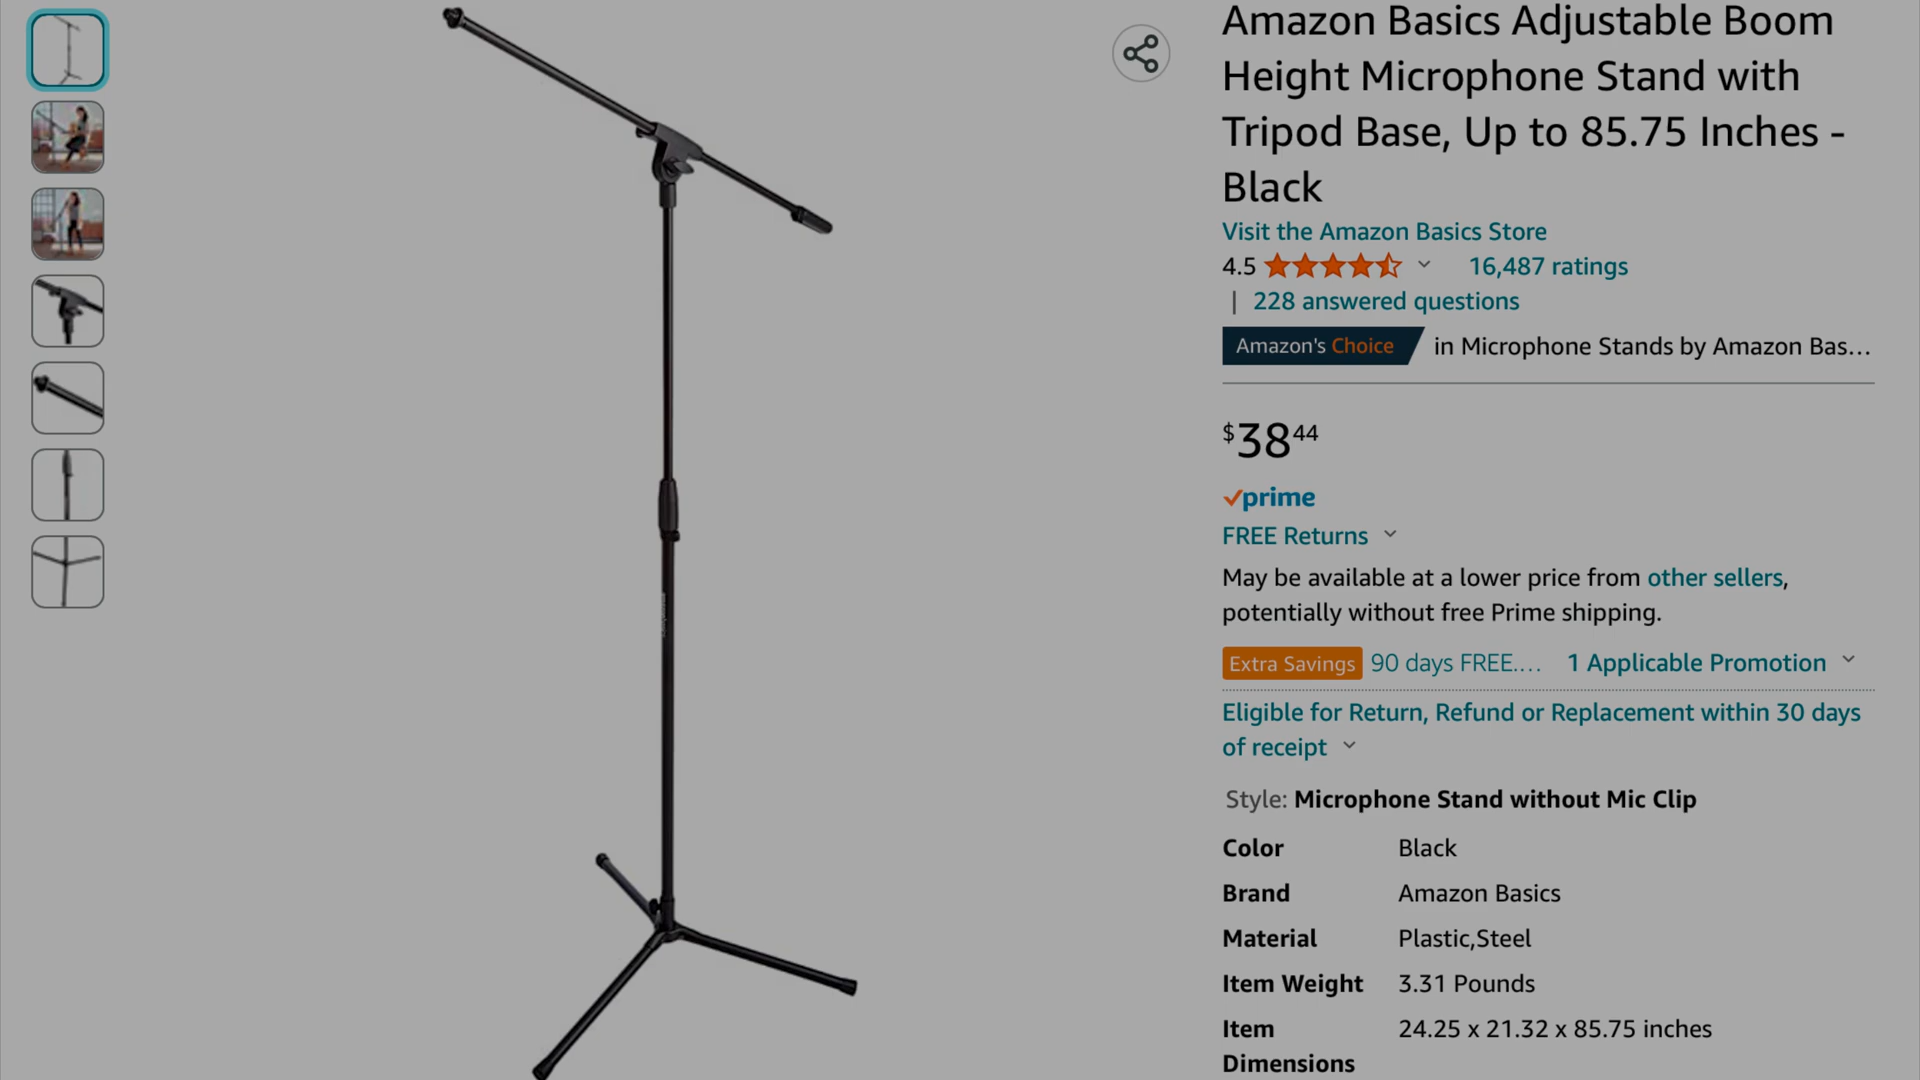 Amazon Basics Adjustable Boom
Height Microphone Stand with
Tripod Base, Up to 85.75 Inches -
Black
Visit the Amazon Basics Store
4.5 16,487 ratings
| 228 answered questions
Amazon's Choice in Microphone Stands by Amazon Bas…
$38 44
prime
FREE Returns
May be available at a lower price from other sellers,
potentially without free Prime shipping.
Extra Savings 90 days FREE.… 1 Applicable Promotion
Eligible for Return, Refund or Replacement within 30 days
of receipt
Style: Microphone Stand without Mic Clip
Color Black
Brand Amazon Basics
Material Plastic,Steel
Item Weight 3.31 Pounds
Item 24.25 x 21.32 x 85.75 inches
Dimensions